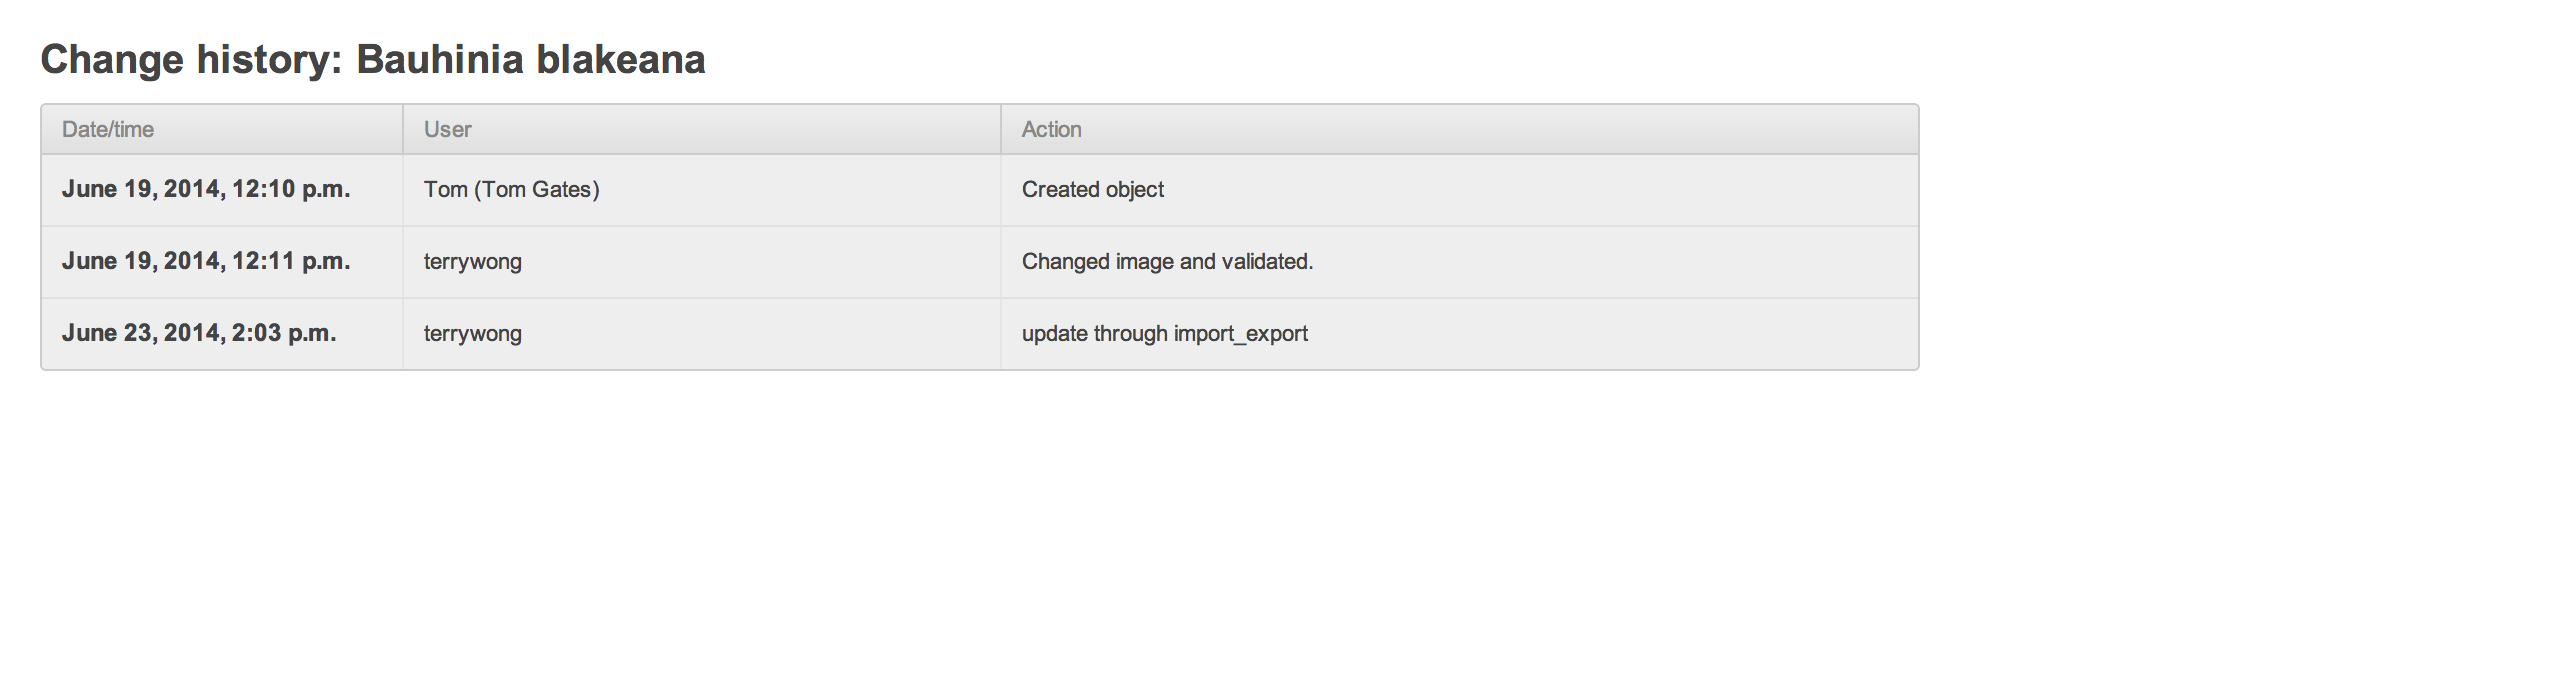 Change history: Bauhinia blakeana
Date/time User Action
June 19, 2014, 12:10 p.m. Tom (Tom Gates) Created object
June 19, 2014, 12:11 p.m. terrywong Changed image and validated.
June 23, 2014, 2:03 p.m. terrywong update through import_export